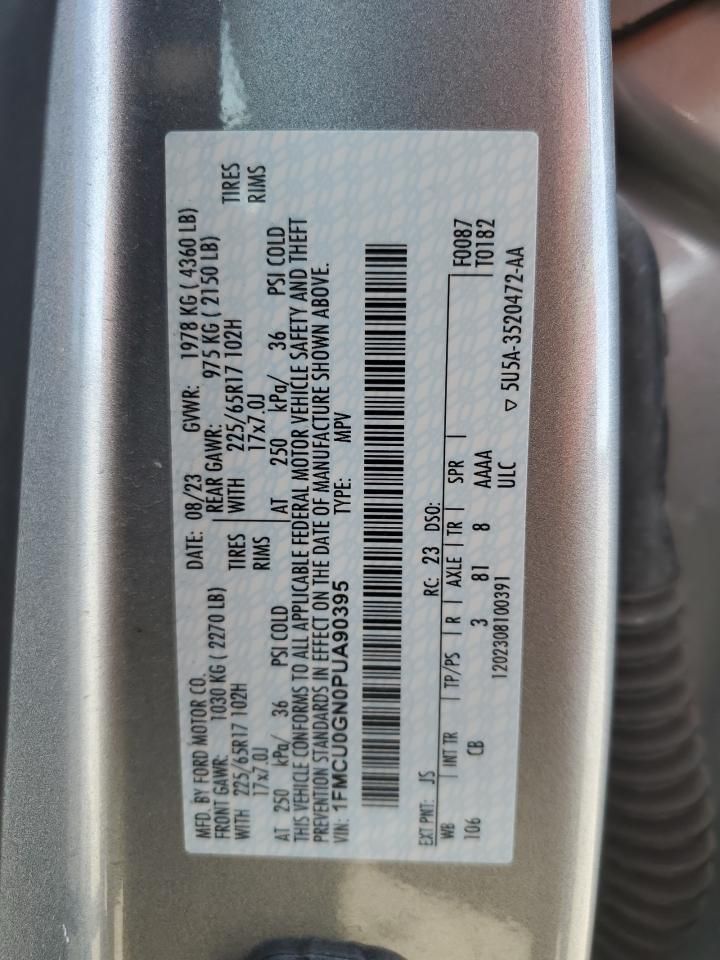 MFD. BY FORD MOTOR CO. DATE: 08/23 GVWR: 1978 KG ( 4360 LB)
FRONT GAWR: 1030 KG ( 2270 LB) REAR GAWR: 975 KG ( 2150 LB)
WITH 225/65R17 102H TIRES WITH 225/65R17 102H TIRES
17x7.0J RIMS 17x7.0J RIMS
AT 250 kPa/ 36 PSI COLD AT 250 kPa/ 36 PSI COLD
THIS VEHICLE CONFORMS TO ALL APPLICABLE FEDERAL MOTOR VEHICLE SAFETY AND THEFT
PREVENTION STANDARDS IN EFFECT ON THE DATE OF MANUFACTURE SHOWN ABOVE.
VIN: 1FMCU0GN0PUA90395 TYPE: MPV
EXT PNT: JS RC: 23 DSO:
WB | INT TR | TP/PS | R | AXLE | TR | SPR | F0087
106 CB 3 81 8 AAAA T0182
1202308100391 ULC ▽ 5U5A-3520472-AA